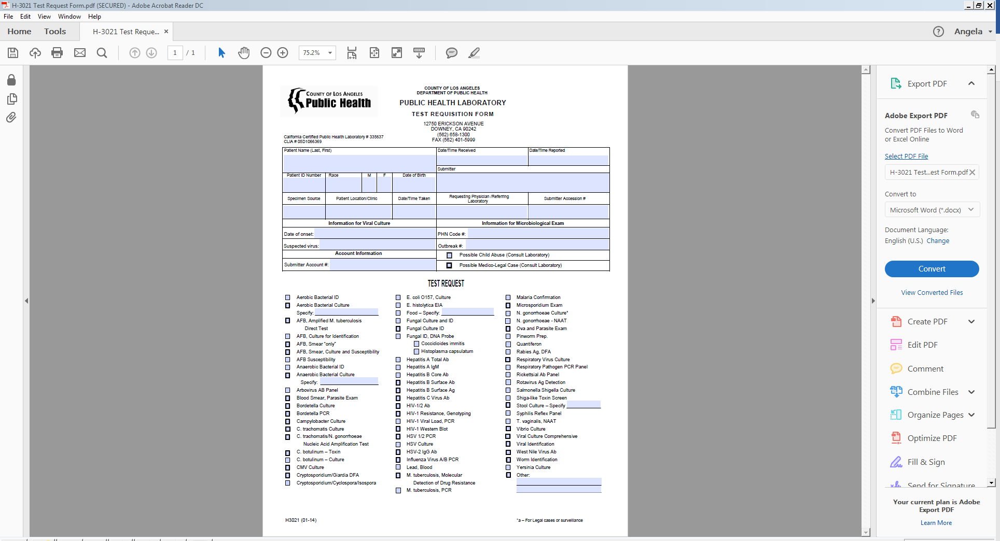 H-3021 Test Request Form.pdf (SECURED) - Adobe Acrobat Reader DC
File Edit View Window Help
Home Tools H-3021 Test Reque... × Angela
1 / 1 75.2%
COUNTY OF LOS ANGELES
Public Health
COUNTY OF LOS ANGELES
DEPARTMENT OF PUBLIC HEALTH
PUBLIC HEALTH LABORATORY
TEST REQUISITION FORM
12750 ERICKSON AVENUE
DOWNEY, CA 90242
(562) 658-1300
FAX (562) 401-5999
California Certified Public Health Laboratory # 335637
CLIA # 05D1066369
Patient Name (Last, First) Date/Time Received Date/Time Reported
Submitter
Patient ID Number Race M F Date of Birth
Specimen Source Patient Location/Clinic Date/Time Taken Requesting Physician /Referring Laboratory Submitter Accession #
Information for Viral Culture Information for Microbiological Exam
Date of onset: PHN Code #:
Suspected virus: Outbreak #:
Account Information Possible Child Abuse (Consult Laboratory)
Submitter Account #: Possible Medico-Legal Case (Consult Laboratory)
TEST REQUEST
Aerobic Bacterial ID
Aerobic Bacterial Culture
Specify:
AFB, Amplified M. tuberculosis
Direct Test
AFB, Culture for Identification
AFB, Smear "only"
AFB, Smear, Culture and Susceptibility
AFB Susceptibility
Anaerobic Bacterial ID
Anaerobic Bacterial Culture
Specify:
Arbovirus AB Panel
Blood Smear, Parasite Exam
Bordetella Culture
Bordetella PCR
Campylobacter Culture
C. trachomatis Culture
C. trachomatis/N. gonorrhoeae
Nucleic Acid Amplification Test
C. botulinum – Toxin
C. botulinum – Culture
CMV Culture
Cryptosporidium/Giardia DFA
Cryptosporidium/Cyclospora/Isospora
E. coli O157, Culture
E. histolytica EIA
Food – Specify:
Fungal Culture and ID
Fungal Culture ID
Fungal ID, DNA Probe
Coccidioides immitis
Histoplasma capsulatum
Hepatitis A Total Ab
Hepatitis A IgM
Hepatitis B Core Ab
Hepatitis B Surface Ab
Hepatitis B Surface Ag
Hepatitis C Virus Ab
HIV-1/2 Ab
HIV-1 Resistance, Genotyping
HIV-1 Viral Load, PCR
HIV-1 Western Blot
HSV 1/2 PCR
HSV Culture
HSV-2 IgG Ab
Influenza Virus A/B PCR
Lead, Blood
M. tuberculosis, Molecular
Detection of Drug Resistance
M. tuberculosis, PCR
Malaria Confirmation
Microsporidium Exam
N. gonorrhoeae Culture*
N. gonorrhoeae - NAAT
Ova and Parasite Exam
Pinworm Prep.
Quantiferon
Rabies Ag, DFA
Respiratory Virus Culture
Respiratory Pathogen PCR Panel
Rickettsial Ab Panel
Rotavirus Ag Detection
Salmonella Shigella Culture
Shiga-like Toxin Screen
Stool Culture – Specify
Syphilis Reflex Panel
T. vaginalis, NAAT
Vibrio Culture
Viral Culture Comprehensive
Viral Identification
West Nile Virus Ab
Worm Identification
Yersinia Culture
Other:
H3021 (01-14) *a – For Legal cases or surveillance
Export PDF
Adobe Export PDF
Convert PDF Files to Word
or Excel Online
Select PDF File
H-3021 Test...est Form.pdf
Convert to
Microsoft Word (*.docx)
Document Language:
English (U.S.) Change
Convert
View Converted Files
Create PDF
Edit PDF
Comment
Combine Files
Organize Pages
Optimize PDF
Fill & Sign
Send for Signature
Your current plan is Adobe
Export PDF
Learn More